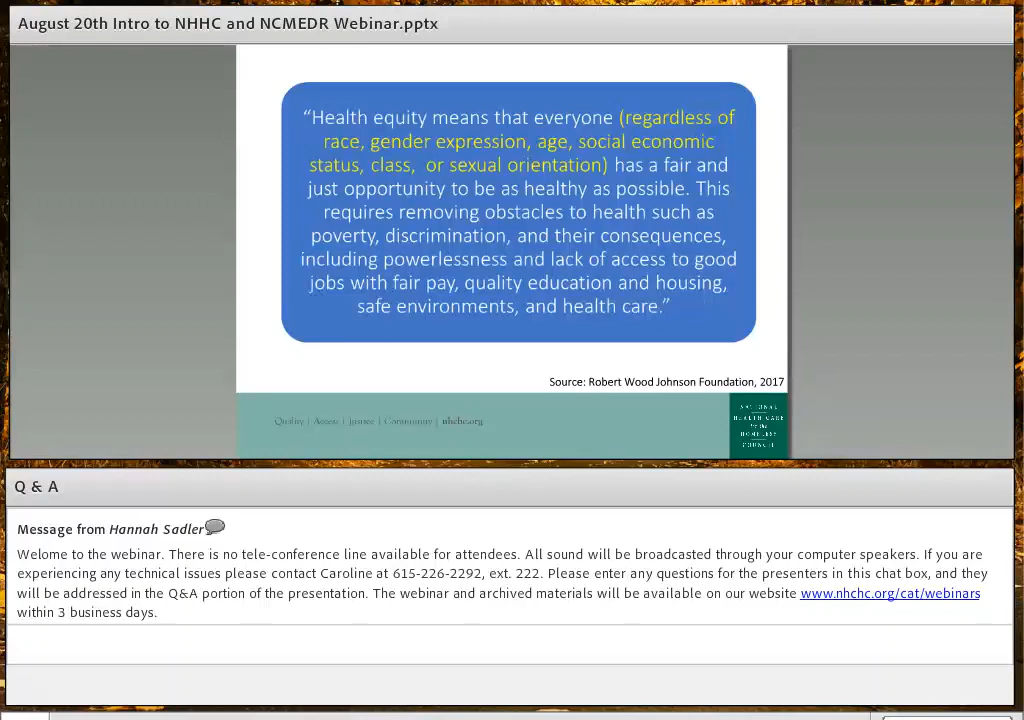 August 20th Intro to NHHC and NCMEDR Webinar.pptx
“Health equity means that everyone (regardless of
race, gender expression, age, social economic
status, class,  or sexual orientation) has a fair and
just opportunity to be as healthy as possible. This
requires removing obstacles to health such as
poverty, discrimination, and their consequences,
including powerlessness and lack of access to good
jobs with fair pay, quality education and housing,
safe environments, and health care.”
Source: Robert Wood Johnson Foundation, 2017
Quality | Access | Justice | Community | nhchc.org
NATIONAL
HEALTH CARE
for the
HOMELESS
COUNCIL
Q & A
Message from Hannah Sadler
Welome to the webinar. There is no tele-conference line available for attendees. All sound will be broadcasted through your computer speakers. If you are
experiencing any technical issues please contact Caroline at 615-226-2292, ext. 222. Please enter any questions for the presenters in this chat box, and they
will be addressed in the Q&A portion of the presentation. The webinar and archived materials will be available on our website www.nhchc.org/cat/webinars
within 3 business days.